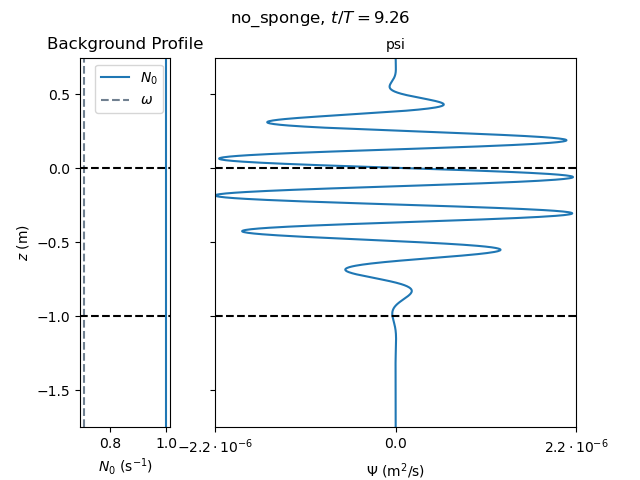 no_sponge, t/T = 9.26
Background Profile
psi
N₀
ω
0.5
0.0
−0.5
−1.0
−1.5
z (m)
0.8 1.0
−2.2 · 10⁻⁶ 0.0 2.2 · 10⁻⁶
N₀ (s⁻¹)
Ψ (m²/s)